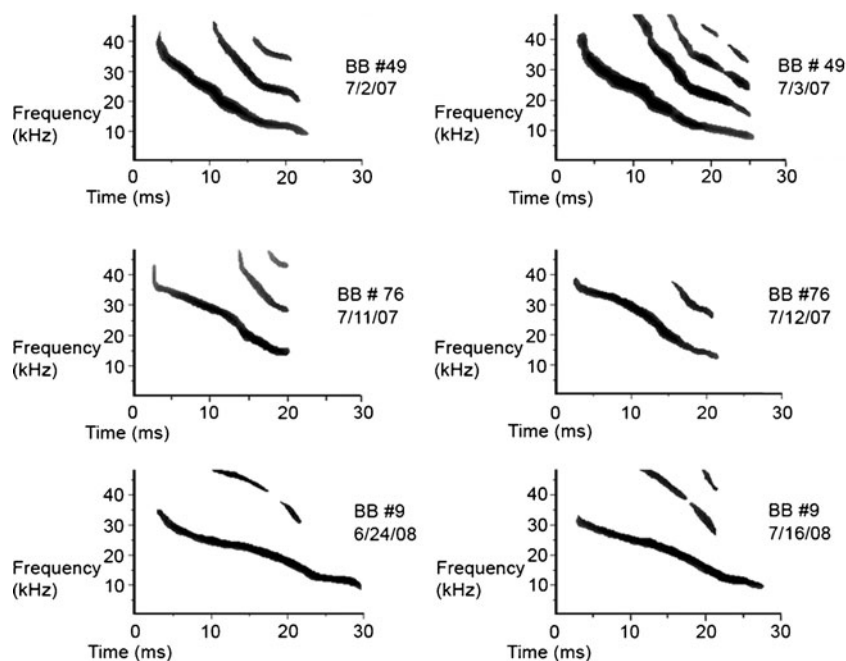 40
30
20
10
Frequency
(kHz)
0 10 20 30
Time (ms)
BB #49
7/2/07
40
30
20
10
Frequency
(kHz)
0 10 20 30
Time (ms)
BB # 49
7/3/07
40
30
20
10
Frequency
(kHz)
0 10 20 30
Time (ms)
BB # 76
7/11/07
40
30
20
10
Frequency
(kHz)
0 10 20 30
Time (ms)
BB #76
7/12/07
40
30
20
10
Frequency
(kHz)
0 10 20 30
Time (ms)
BB #9
6/24/08
40
30
20
10
Frequency
(kHz)
0 10 20 30
Time (ms)
BB #9
7/16/08